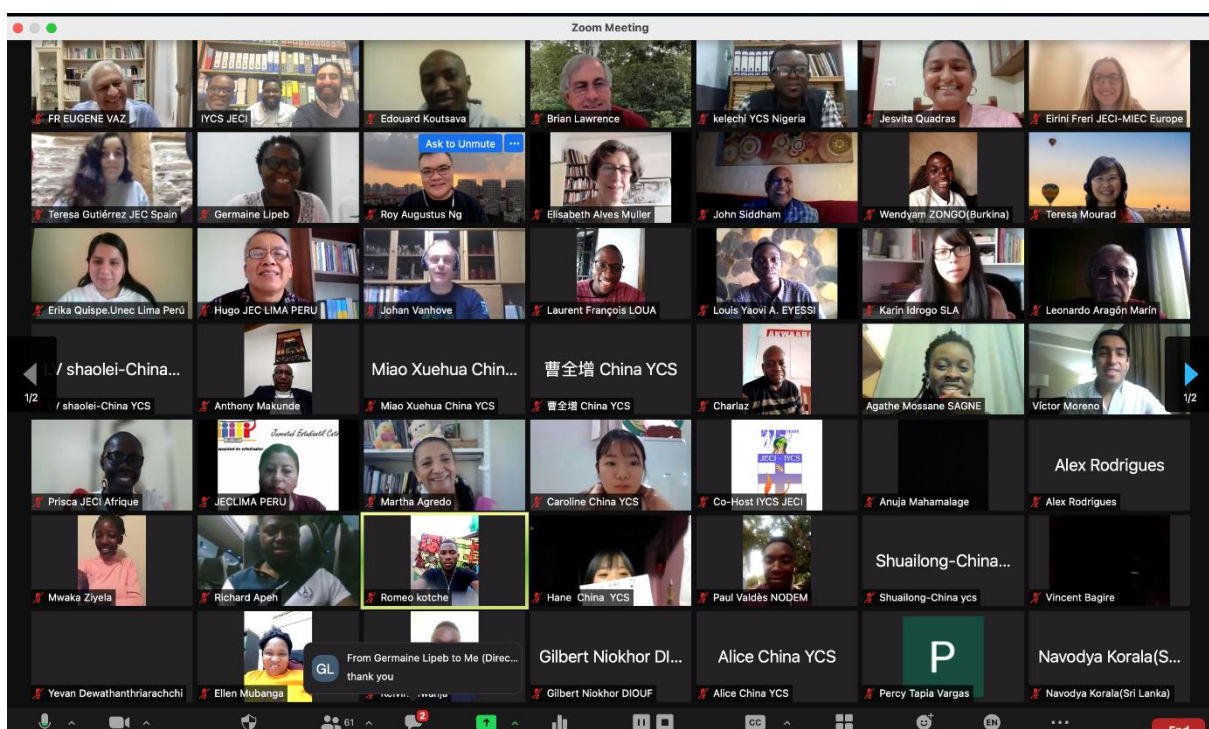 Zoom Meeting
FR EUGENE VAZ
IYCS JECI
Edouard Koutsava
Brian Lawrence
kelechi YCS Nigeria
Jesvita Quadras
Eirini Freri JECI-MIEC Europe
Ask to Unmute ...
Teresa Gutiérrez JEC Spain
Germaine Lipeb
Roy Augustus Ng
Elisabeth Alves Muller
John Siddham
Wendyam ZONGO(Burkina)
Teresa Mourad
Erika Quispe.Unec Lima Perú
Hugo JEC LIMA PERU
Johan Vanhove
Laurent François LOUA
Louis Yaovi A. EYESSI
Karin Idrogo SLA
Leonardo Aragón Marín
LV shaolei-China...
Miao Xuehua Chin...
曹全增 China YCS
AKWAABA
1/2
1/2
LV shaolei-China YCS
Anthony Makunde
Miao Xuehua China YCS
曹全增 China YCS
Charlaz
Agathe Mossane SAGNE
Víctor Moreno
Juventud Estudiantil
YEARS
JECI - IYCS
Alex Rodrigues
Prisca JECI Afrique
JECLIMA PERU
Martha Agredo
Caroline China YCS
Co-Host IYCS JECI
Anuja Mahamalage
Alex Rodrigues
Shuailong-China...
Mwaka Ziyela
Richard Apeh
Romeo kotche
Hane China YCS
Paul Valdès NODEM
Shuailong-China ycs
Vincent Bagire
GL
From Germaine Lipeb to Me (Direc...
thank you
Gilbert Niokhor DI...
Alice China YCS
P
Navodya Korala(S...
Yevan Dewathanthriarachchi
Ellen Mubanga
Gilbert Niokhor DIOUF
Alice China YCS
Percy Tapia Vargas
Navodya Korala(Sri Lanka)
61
2
CC
EN
End